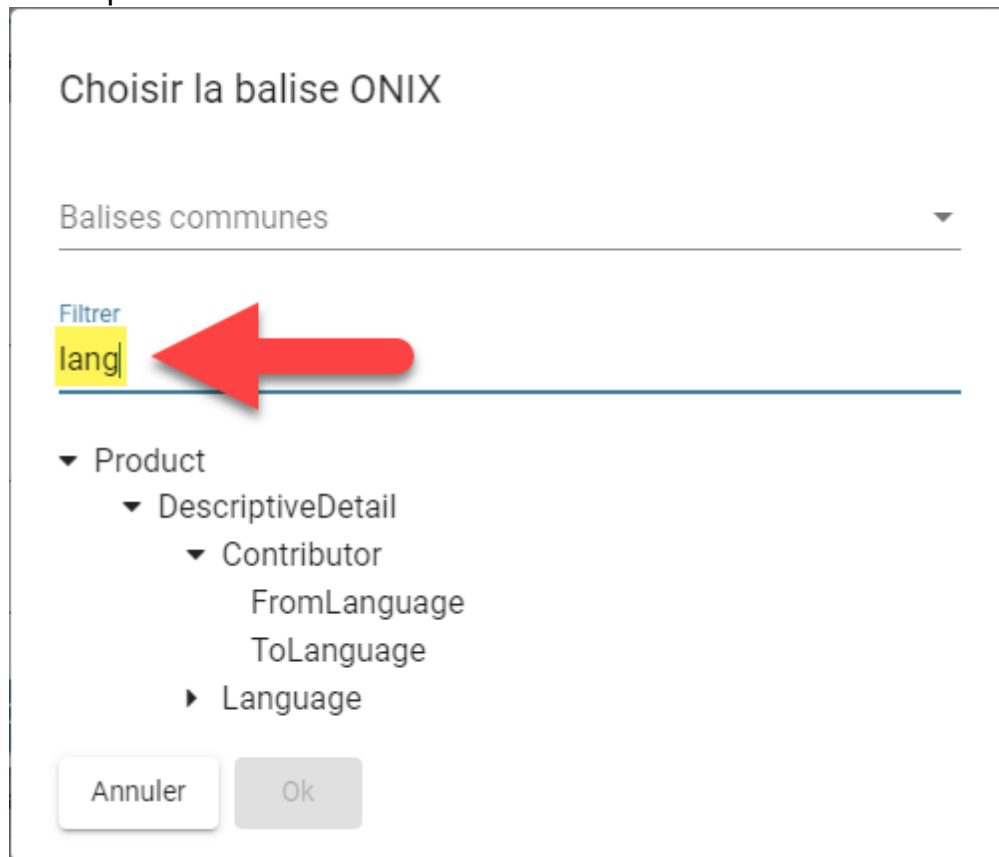 Choisir la balise ONIX
Balises communes
Filtrer
lang
Product
DescriptiveDetail
Contributor
FromLanguage
ToLanguage
Language
Annuler
Ok